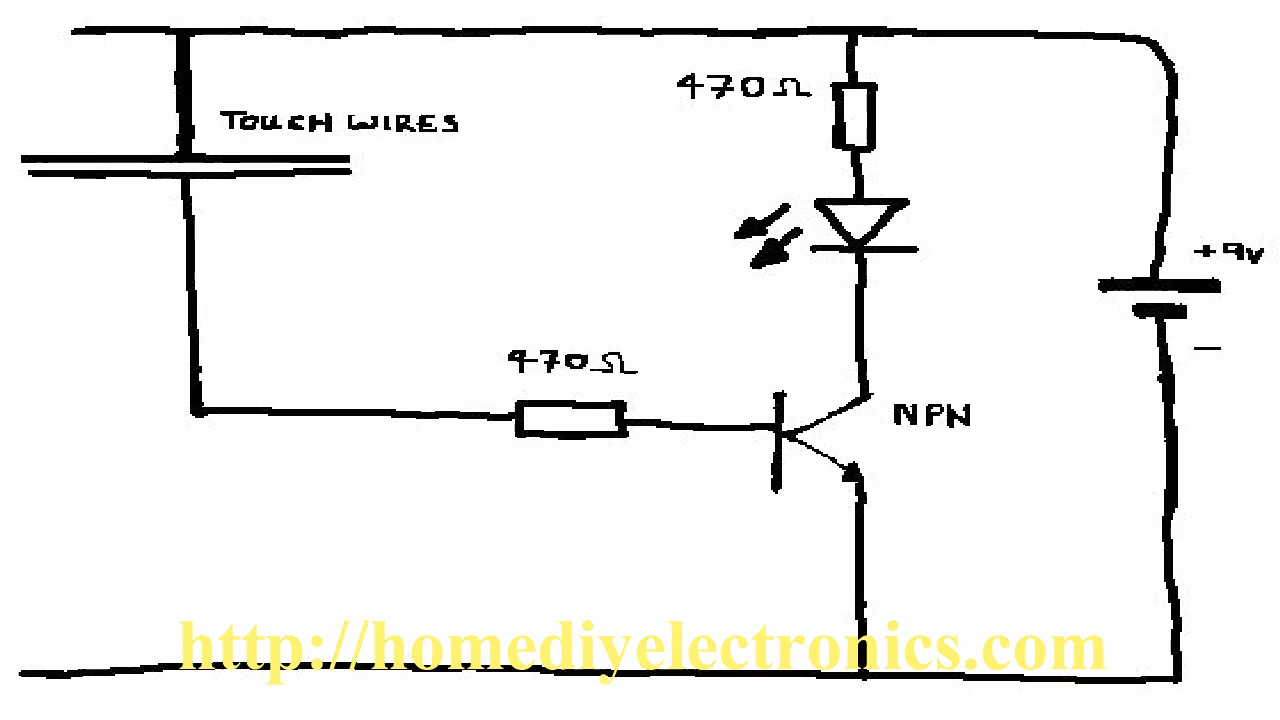 470Ω
TOUCH WIRES
+9v
470Ω
NPN
–
http://homediyelectronics.com